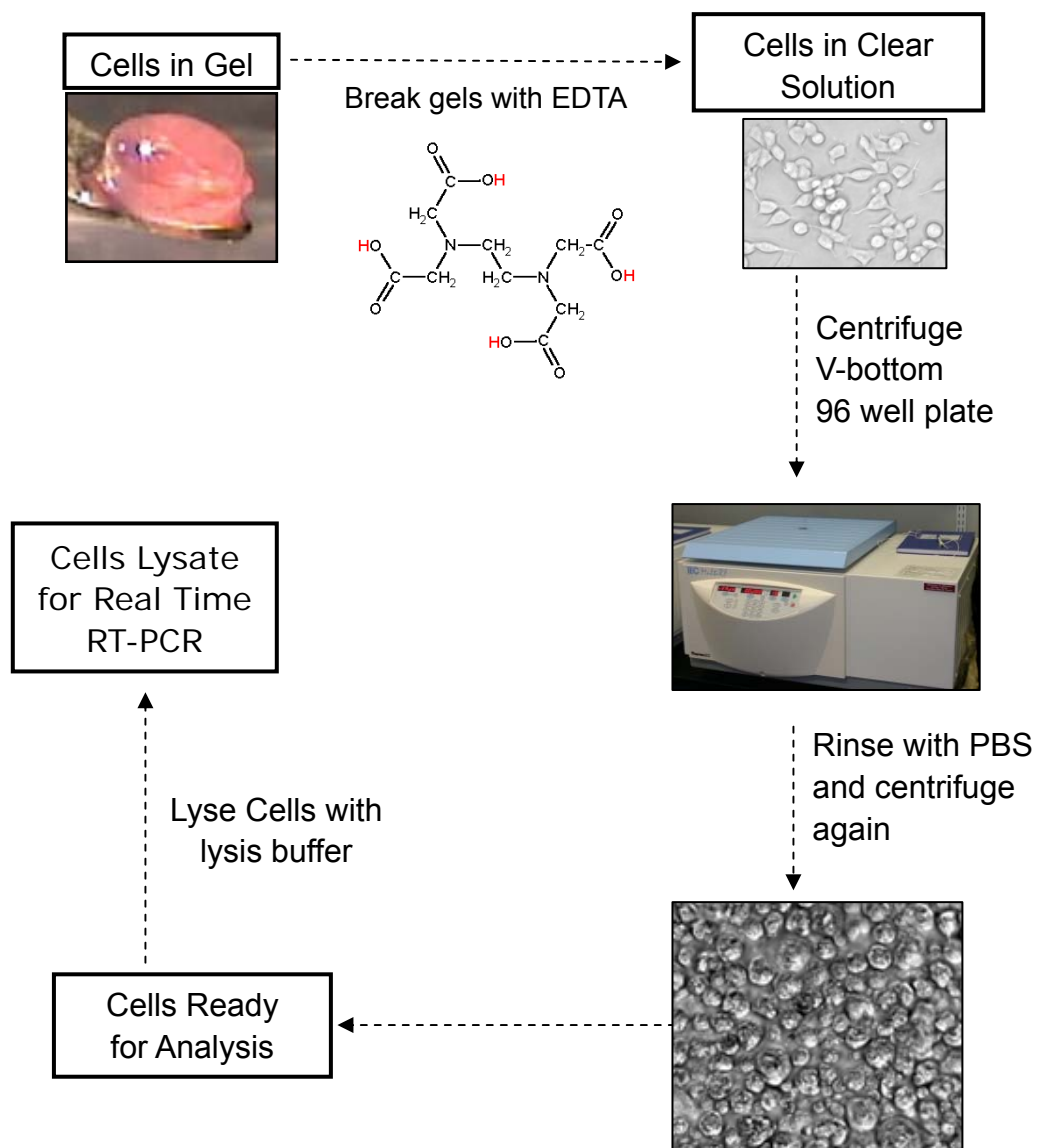 Cells in Gel
Break gels with EDTA
Cells in Clear
Solution
O
C
OH
H₂C
O
HO
N
CH₂
CH₂
C
C
CH₂
H₂C
N
OH
O
CH₂
HO
C
O
Centrifuge
V-bottom
96 well plate
Cells Lysate
for Real Time
RT-PCR
Rinse with PBS
and centrifuge
again
Lyse Cells with
lysis buffer
Cells Ready
for Analysis